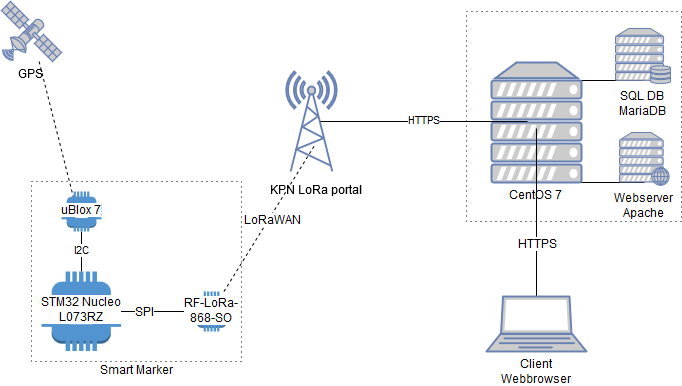 GPS
KPN LoRa portal
HTTPS
SQL DB
MariaDB
CentOS 7
Webserver
Apache
uBlox 7
LoRaWAN
I2C
HTTPS
STM32 Nucleo
L073RZ
SPI
RF-LoRa-
868-SO
Smart Marker
Client
Webbrowser